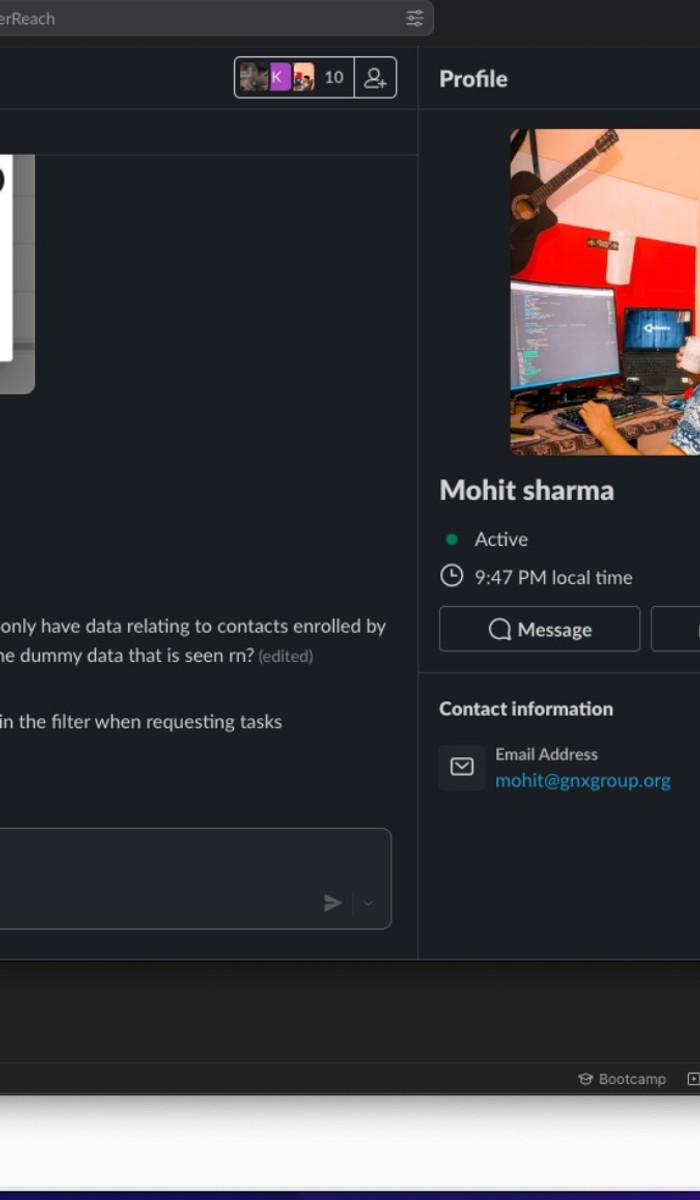 erReach
K
10
Profile
Mohit sharma
Active
9:47 PM local time
Message
only have data relating to contacts enrolled by
ne dummy data that is seen rn? (edited)
in the filter when requesting tasks
Contact information
Email Address
mohit@gnxgroup.org
Bootcamp